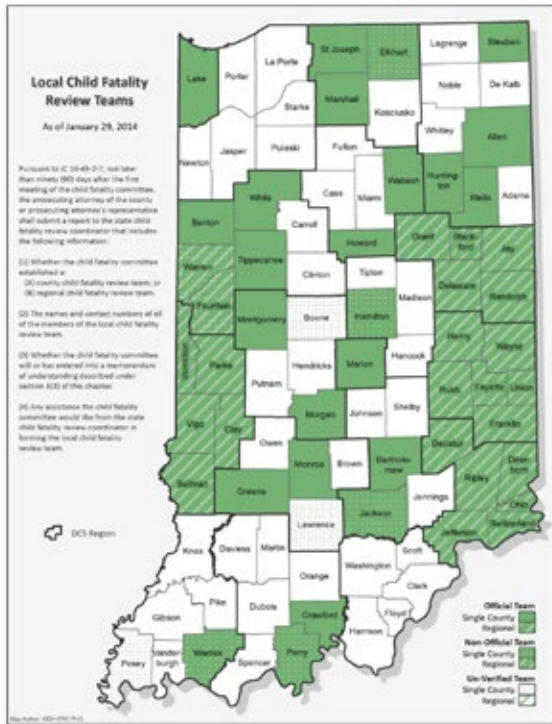 Local Child Fatality
Review Teams
As of January 29, 2014
Pursuant to IC 16-49-2-7, not later
than ninety (90) days after the first
meeting of the child fatality committee,
the prosecuting attorney of the county
or prosecuting attorney's representative
shall submit a report to the state child
fatality review coordinator that includes
the following information:
(1) Whether the child fatality committee
established a:
(A) county child fatality review team; or
(B) regional child fatality review team.
(2) The names and contact numbers of all
of the members of the local child fatality
review team.
(3) Whether the child fatality committee
will or has entered into a memorandum
of understanding described under
section 3(3) of this chapter.
(4) Any assistance the child fatality
committee would like from the state
child fatality review coordinator in
forming the local child fatality
review team.
DCS Region
Lake
Porter
La Porte
St Joseph
Elkhart
Lagrange
Steuben
Noble
De Kalb
Starke
Marshall
Kosciusko
Whitley
Allen
Newton
Jasper
Pulaski
Fulton
Cass
Miami
Wabash
Hunting-
ton
Wells
Adams
White
Benton
Carroll
Howard
Grant
Black-
ford
Jay
Warren
Tippecanoe
Clinton
Tipton
Madison
Delaware
Randolph
Fountain
Montgomery
Boone
Hamilton
Henry
Wayne
Vermillion
Parke
Putnam
Hendricks
Marion
Hancock
Rush
Fayette
Union
Vigo
Clay
Morgan
Johnson
Shelby
Franklin
Owen
Decatur
Sullivan
Greene
Monroe
Brown
Bartholo-
mew
Ripley
Dear-
born
Jennings
Ohio
Switzerland
Jefferson
Lawrence
Jackson
Knox
Daviess
Martin
Orange
Washington
Scott
Clark
Floyd
Harrison
Gibson
Pike
Dubois
Crawford
Posey
Vander-
burgh
Warrick
Spencer
Perry
Official Team
Single County
Regional
Non-Official Team
Single County
Regional
Un-Verified Team
Single County
Regional